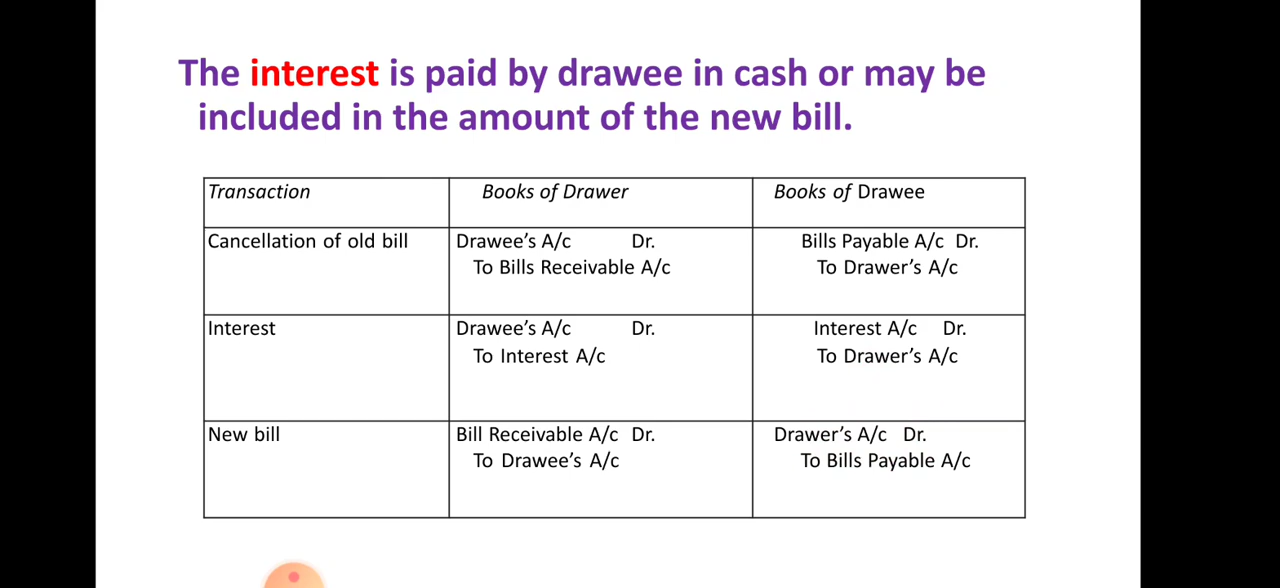 The interest is paid by drawee in cash or may be
included in the amount of the new bill.
Transaction Books of Drawer Books of Drawee
Cancellation of old bill Drawee’s A/c Dr. Bills Payable A/c Dr.
To Bills Receivable A/c To Drawer’s A/c
Interest Drawee’s A/c Dr. Interest A/c Dr.
To Interest A/c To Drawer’s A/c
New bill Bill Receivable A/c Dr. Drawer’s A/c Dr.
To Drawee’s A/c To Bills Payable A/c